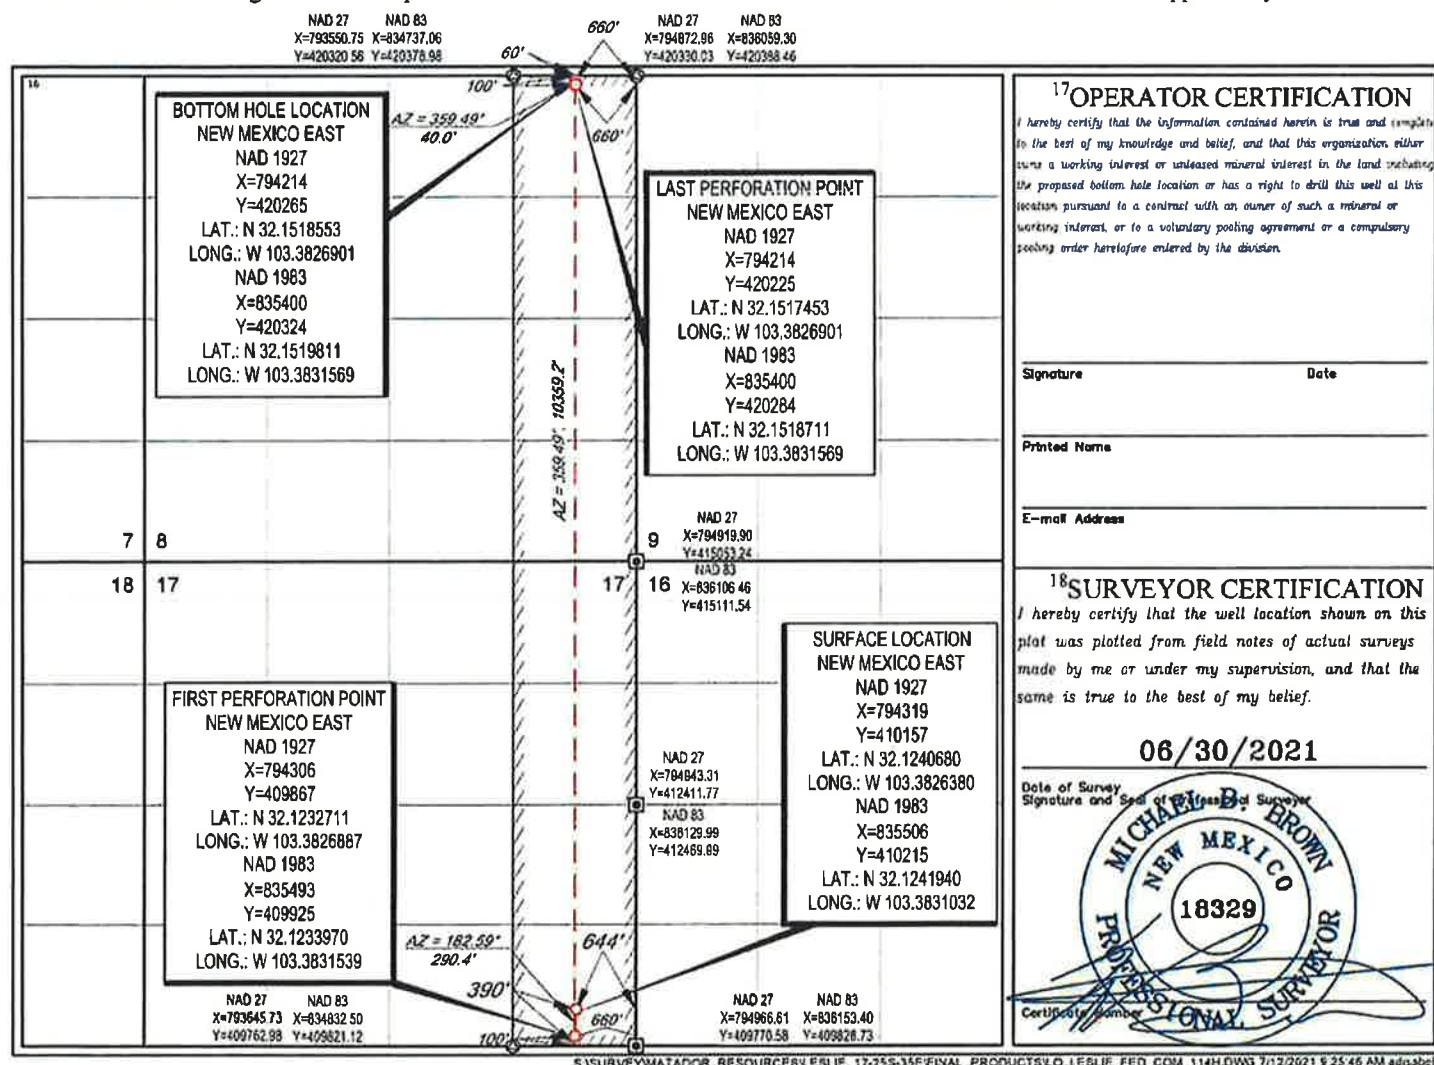 NAD 27 NAD 83
X=793550.75 X=834737.06
Y=420320.56 Y=420378.98
660'
NAD 27 NAD 83
X=794872.96 X=836059.30
Y=420330.03 Y=420388.46
60'
100'
16
BOTTOM HOLE LOCATION
NEW MEXICO EAST
NAD 1927
X=794214
Y=420265
LAT.: N 32.1518553
LONG.: W 103.3826901
NAD 1983
X=835400
Y=420324
LAT.: N 32.1519811
LONG.: W 103.3831569
AZ = 359.49°
40.0'
660'
LAST PERFORATION POINT
NEW MEXICO EAST
NAD 1927
X=794214
Y=420225
LAT.: N 32.1517453
LONG.: W 103.3826901
NAD 1983
X=835400
Y=420284
LAT.: N 32.1518711
LONG.: W 103.3831569
AZ = 359.49°, 10359.2'
7 8
9
18 17
17 16
NAD 27
X=794919.90
Y=415053.24
NAD 83
X=836106.46
Y=415111.54
SURFACE LOCATION
NEW MEXICO EAST
NAD 1927
X=794319
Y=410157
LAT.: N 32.1240680
LONG.: W 103.3826380
NAD 1983
X=835506
Y=410215
LAT.: N 32.1241940
LONG.: W 103.3831032
FIRST PERFORATION POINT
NEW MEXICO EAST
NAD 1927
X=794306
Y=409867
LAT.: N 32.1232711
LONG.: W 103.3826887
NAD 1983
X=835493
Y=409925
LAT.: N 32.1233970
LONG.: W 103.3831539
NAD 27
X=794943.31
Y=412411.77
NAD 83
X=836129.99
Y=412469.89
AZ = 182.59°
290.4'
644'
390'
660'
100'
NAD 27 NAD 83
X=793645.73 X=834832.50
Y=409762.98 Y=409821.12
NAD 27 NAD 83
X=794966.61 X=836153.40
Y=409770.58 Y=409828.73
17OPERATOR CERTIFICATION
I hereby certify that the information contained herein is true and complete
to the best of my knowledge and belief, and that this organization either
owns a working interest or unleased mineral interest in the land including
the proposed bottom hole location or has a right to drill this well at this
location pursuant to a contract with an owner of such a mineral or
working interest, or to a voluntary pooling agreement or a compulsory
pooling order heretofore entered by the division.
Signature Date
Printed Name
E-mail Address
18SURVEYOR CERTIFICATION
I hereby certify that the well location shown on this
plat was plotted from field notes of actual surveys
made by me or under my supervision, and that the
same is true to the best of my belief.
06/30/2021
Date of Survey
Signature and Seal of Professional Surveyor
MICHAEL B. BROWN
NEW MEXICO
18329
PROFESSIONAL SURVEYOR
Certificate Number
S:\SURVEY\MATADOR_RESOURCES\LESLIE_17-25S-35E\FINAL_PRODUCTS\LO_LESLIE_FED_COM_114H.DWG 7/12/2021 9:25:46 AM